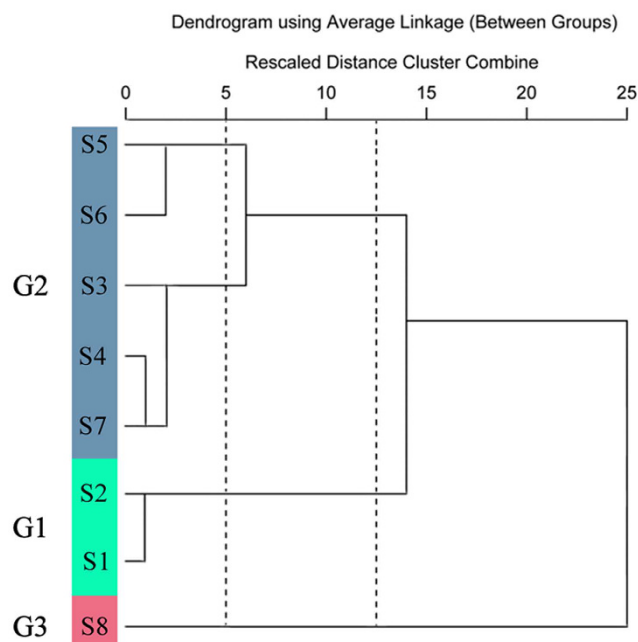 Dendrogram using Average Linkage (Between Groups)
Rescaled Distance Cluster Combine
0 5 10 15 20 25
S5
S6
G2 S3
S4
S7
S2
G1
S1
G3 S8